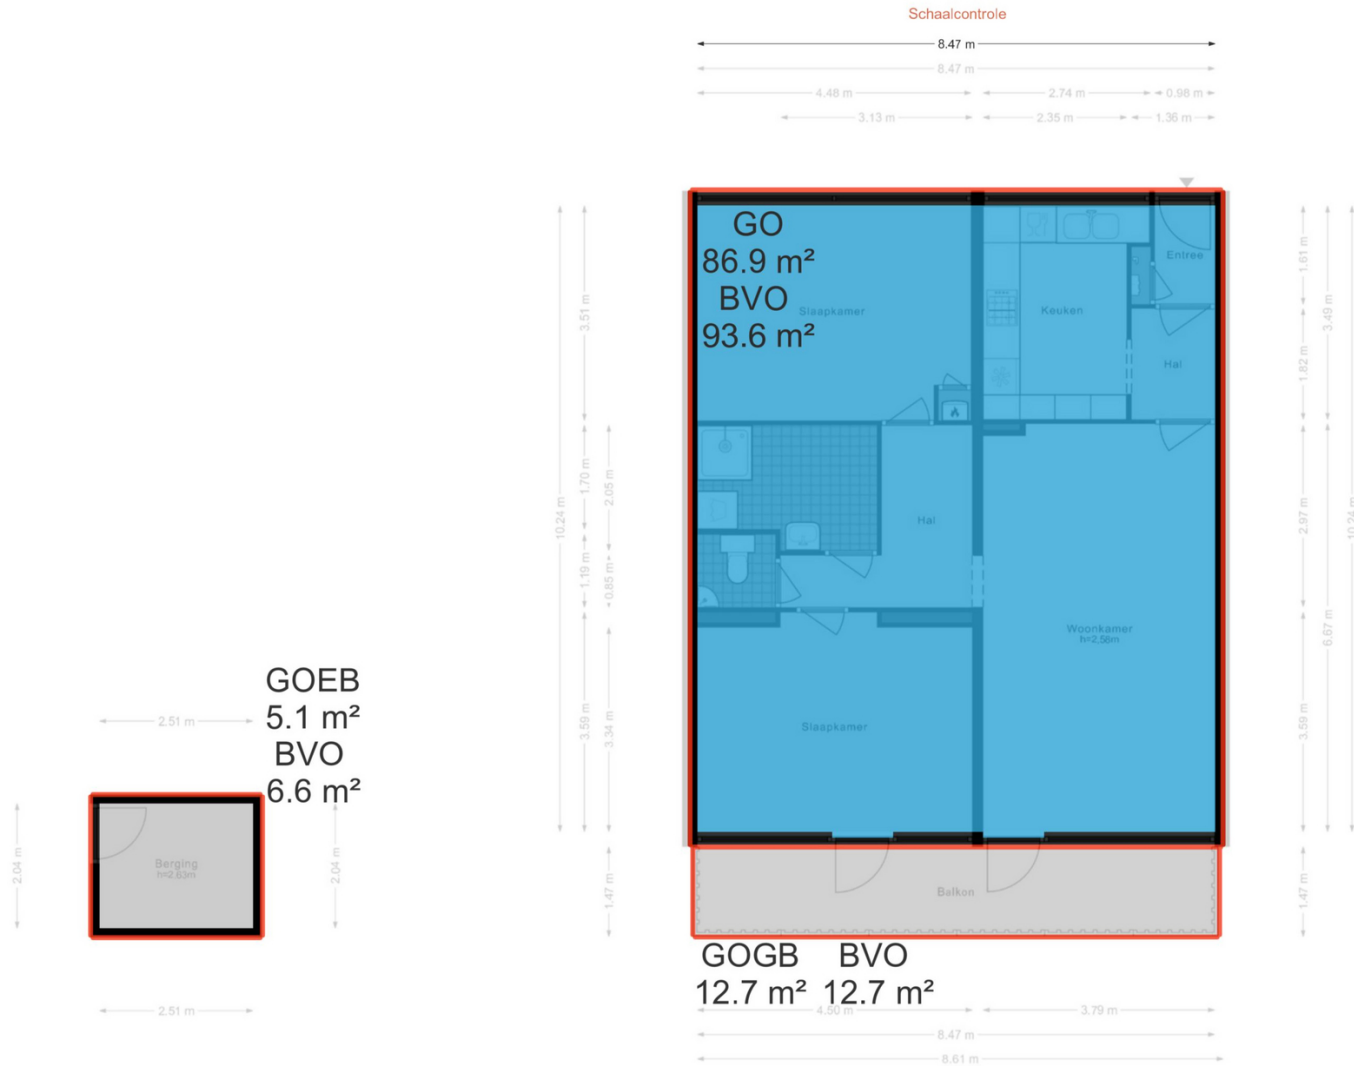 Schaalcontrole
8.47 m
8.47 m
4.48 m
2.74 m
0.98 m
3.13 m
2.35 m
1.36 m
GO
86.9 m²
BVO
93.6 m²
Slaapkamer
Keuken
Entree
Hal
Hal
Woonkamer
h=2.58m
Slaapkamer
Balkon
10.24 m
3.51 m
1.70 m
2.05 m
1.19 m
0.85 m
3.59 m
3.34 m
1.47 m
1.61 m
3.49 m
1.82 m
2.97 m
10.24 m
6.67 m
3.59 m
1.47 m
GOEB
5.1 m²
BVO
6.6 m²
2.51 m
2.04 m
Berging
h=2.63m
2.04 m
2.51 m
GOGB BVO
12.7 m² 12.7 m²
4.50 m
3.79 m
8.47 m
8.61 m